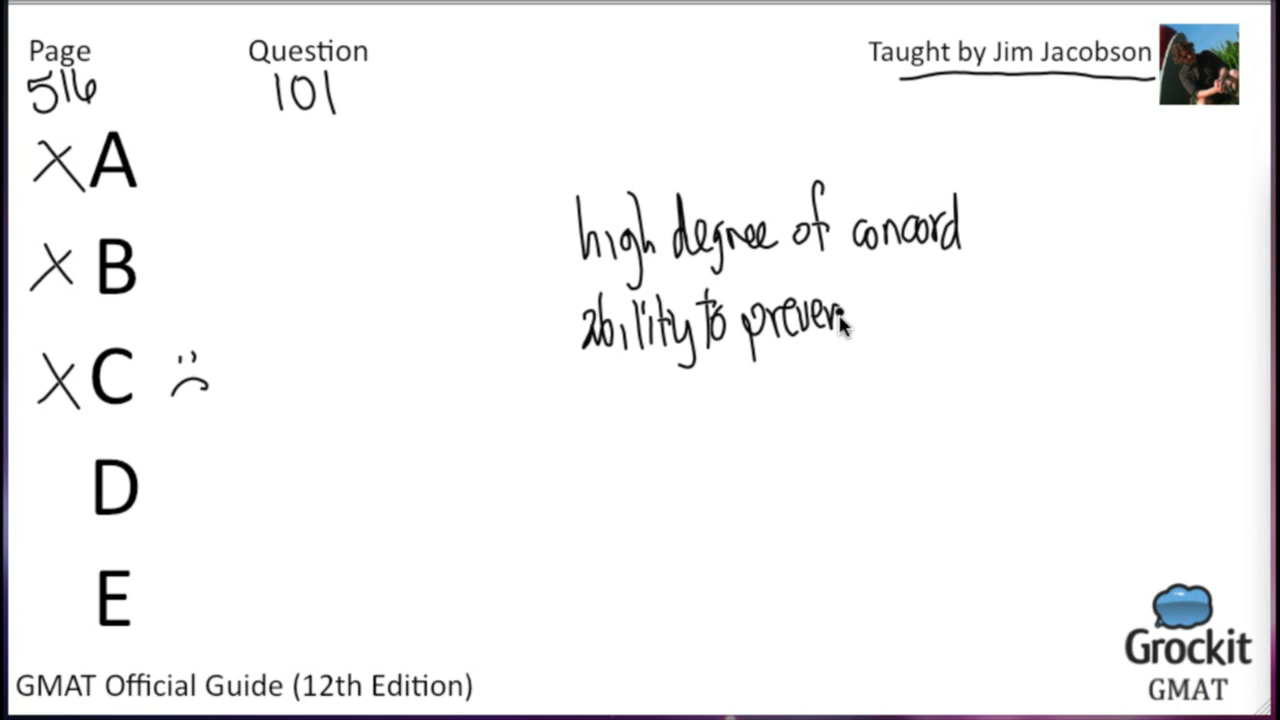 Page
Question
Taught by Jim Jacobson
516
101
A
high degree of concord
B
ability to preven
C
D
E
Grockit
GMAT
GMAT Official Guide (12th Edition)